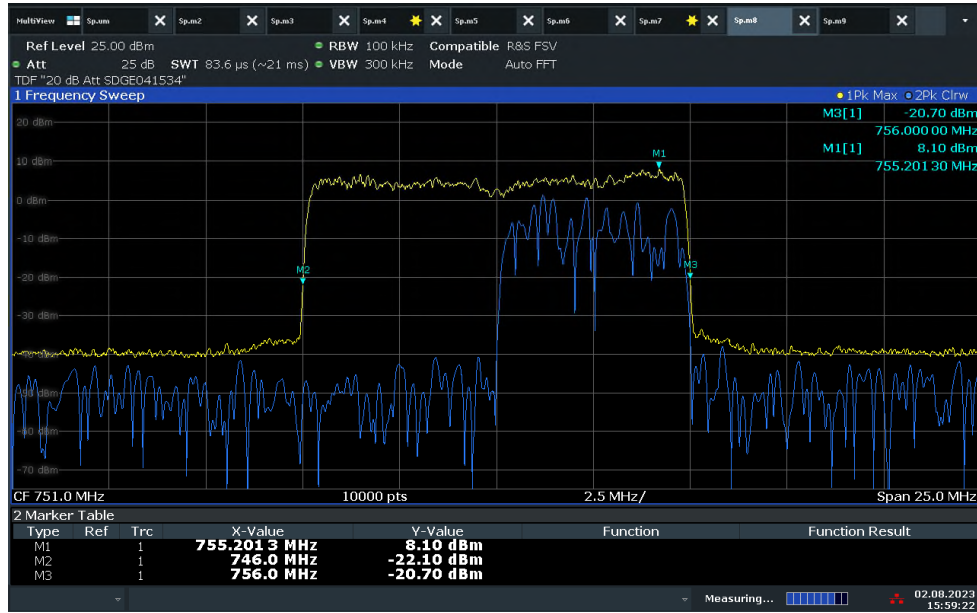 MultiView Sp.um Sp.m2 Sp.m3 Sp.m4 Sp.m5 Sp.m6 Sp.m7 Sp.m8 Sp.m9
Ref Level 25.00 dBm RBW 100 kHz Compatible R&S FSV
Att 25 dB SWT 83.6 µs (~21 ms) VBW 300 kHz Mode Auto FFT
TDF "20 dB Att SDGE041534"
1 Frequency Sweep 1Pk Max 2Pk Clrw
M3[1] -20.70 dBm
756.000 00 MHz
M1[1] 8.10 dBm
755.201 30 MHz
20 dBm
10 dBm
M1
0 dBm
-10 dBm
M2
M3
-20 dBm
-30 dBm
-70 dBm
CF 751.0 MHz 10000 pts 2.5 MHz/ Span 25.0 MHz
2 Marker Table
Type Ref Trc X-Value Y-Value Function Function Result
M1 1 755.201 3 MHz 8.10 dBm
M2 1 746.0 MHz -22.10 dBm
M3 1 756.0 MHz -20.70 dBm
Measuring... 02.08.2023
15:59:22